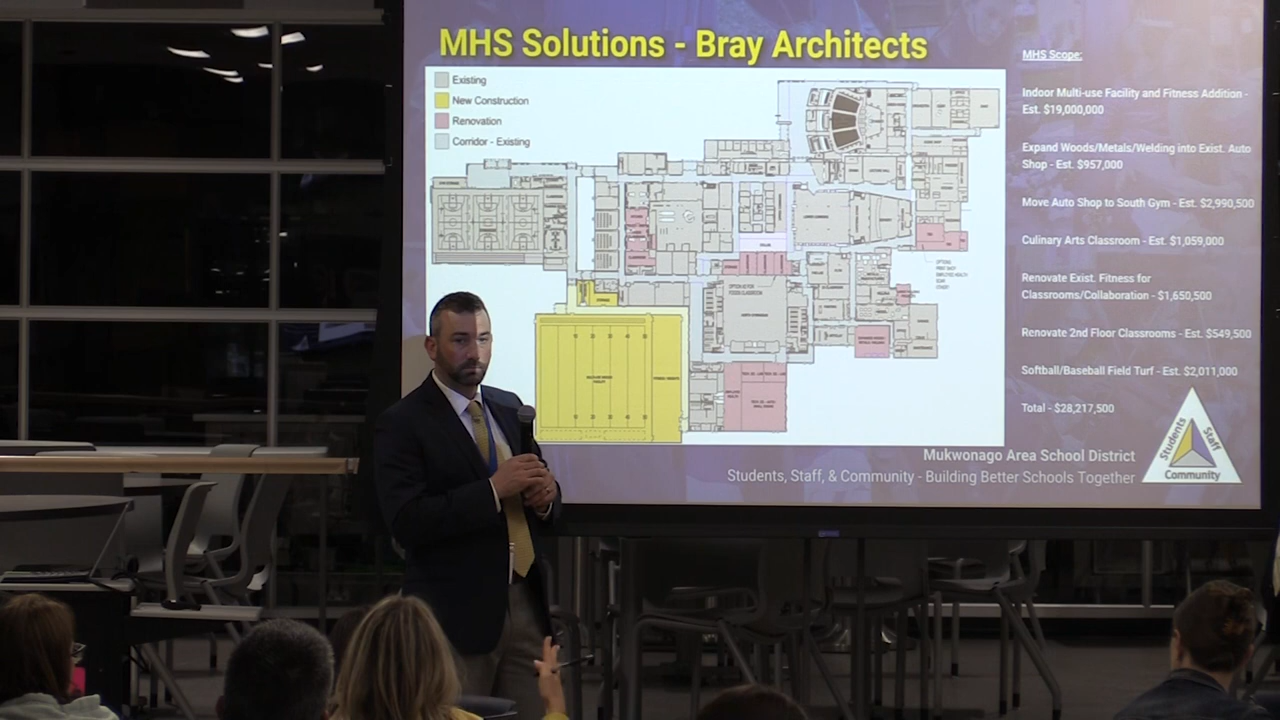 MHS Solutions - Bray Architects
Existing
New Construction
Renovation
Corridor - Existing
MHS Scope:
Indoor Multi-use Facility and Fitness Addition -
Est. $19,000,000
Expand Woods/Metals/Welding into Exist. Auto
Shop - Est. $957,000
Move Auto Shop to South Gym - Est. $2,990,500
Culinary Arts Classroom - Est. $1,059,000
Renovate Exist. Fitness for
Classrooms/Collaboration - $1,650,500
Renovate 2nd Floor Classrooms - Est. $549,500
Softball/Baseball Field Turf - Est. $2,011,000
Total - $28,217,500
Mukwonago Area School District
Students, Staff, & Community - Building Better Schools Together
Students
Staff
Community